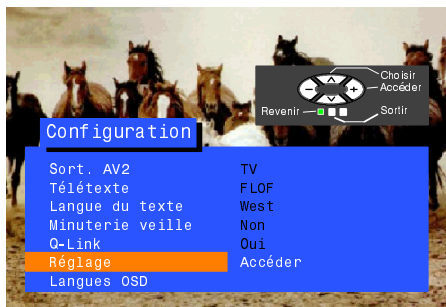 Choisir
Accéder
Revenir
Sortir
Configuration
Sort. AV2 TV
Télétexte FLOF
Langue du texte West
Minuterie veille Non
Q-Link Oui
Réglage Accéder
Langues OSD